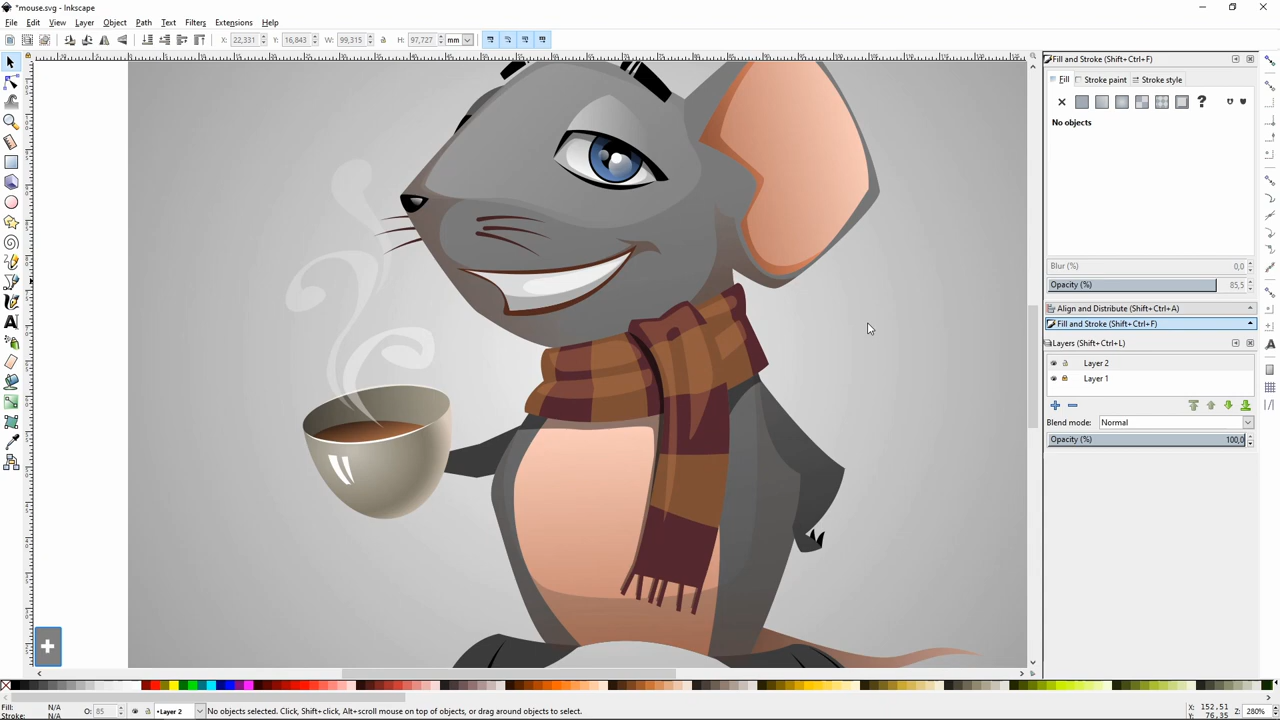 *mouse.svg - Inkscape
File Edit View Layer Object Path Text Filters Extensions Help
X: 22,331 Y: 16,843 W: 99,315 H: 97,727 mm
Fill and Stroke (Shift+Ctrl+F)
Fill Stroke paint Stroke style
?
No objects
Blur (%) 0,0
Opacity (%) 85,5
Align and Distribute (Shift+Ctrl+A)
Fill and Stroke (Shift+Ctrl+F)
Layers (Shift+Ctrl+L)
Layer 2
Layer 1
Blend mode: Normal
Opacity (%) 100,0
Fill: N/A
Stroke: N/A
O: 85
•Layer 2
No objects selected. Click, Shift+click, Alt+scroll mouse on top of objects, or drag around objects to select.
X: 152,51
Y: 76,35
Z: 280%